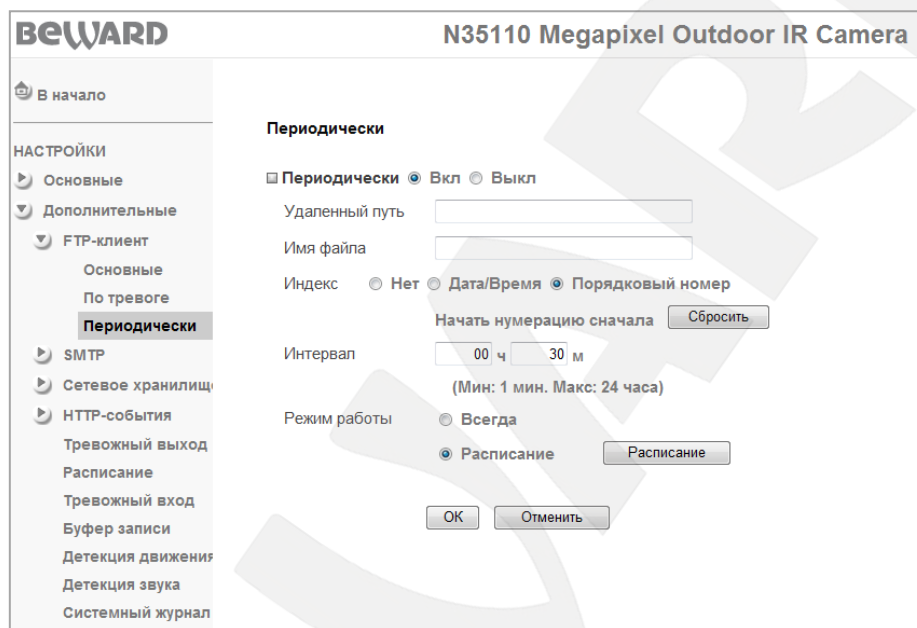 BEWARD
N35110 Megapixel Outdoor IR Camera
В начало
НАСТРОЙКИ
Основные
Дополнительные
FTP-клиент
Основные
По тревоге
Периодически
SMTP
Сетевое хранилищ
HTTP-события
Тревожный выход
Расписание
Тревожный вход
Буфер записи
Детекция движения
Детекция звука
Системный журнал
Периодически
Периодически Вкл Выкл
Удаленный путь
Имя файла
Индекс Нет Дата/Время Порядковый номер
Начать нумерацию сначала Сбросить
Интервал 00 ч 30 м
(Мин: 1 мин. Макс: 24 часа)
Режим работы Всегда
Расписание Расписание
OK Отменить